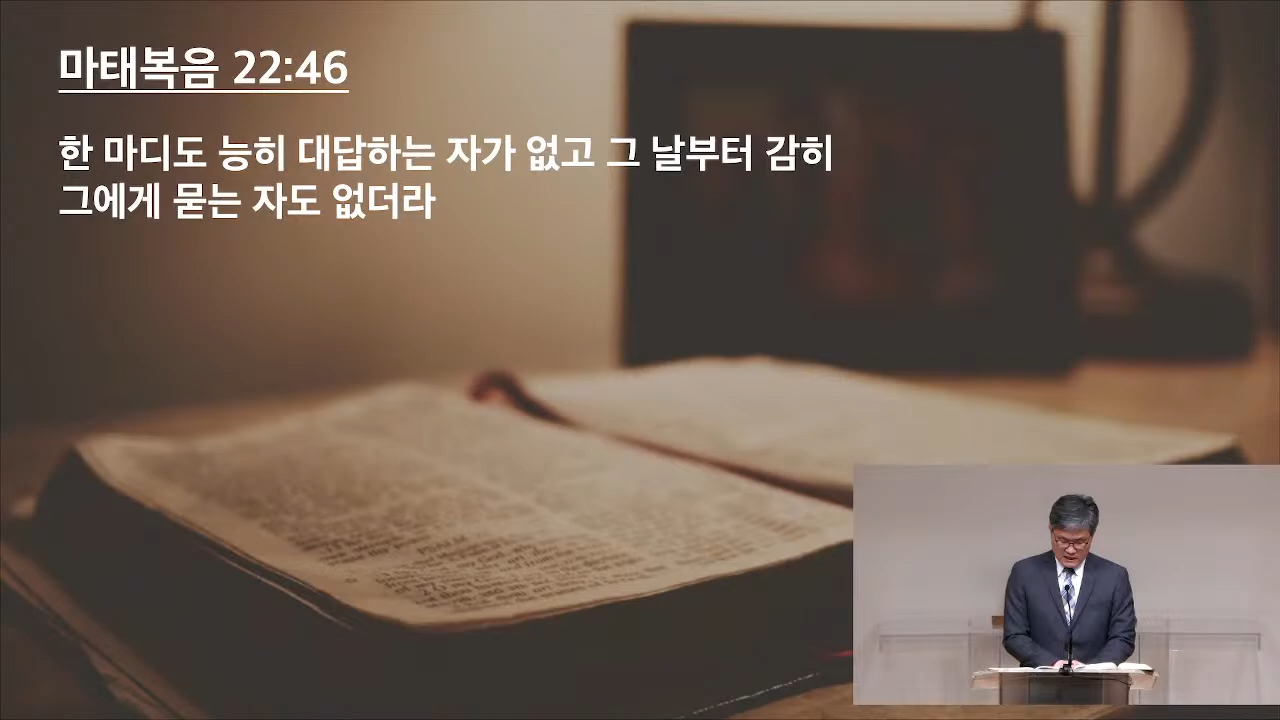 마태복음 22:46
한 마디도 능히 대답하는 자가 없고 그 날부터 감히
그에게 묻는 자도 없더라